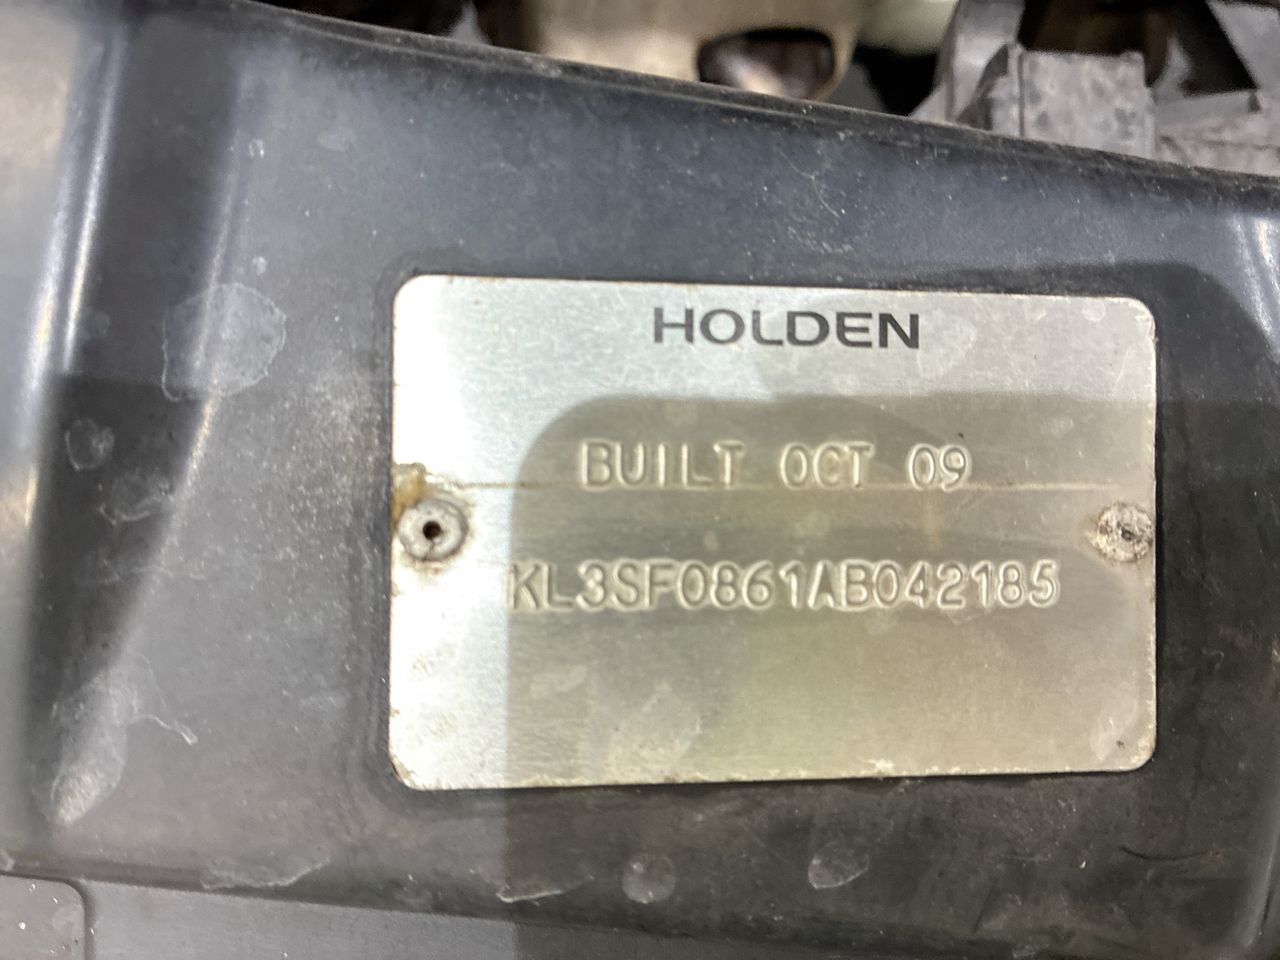 HOLDEN
BUILT OCT 09
KL3SF0861AB042185